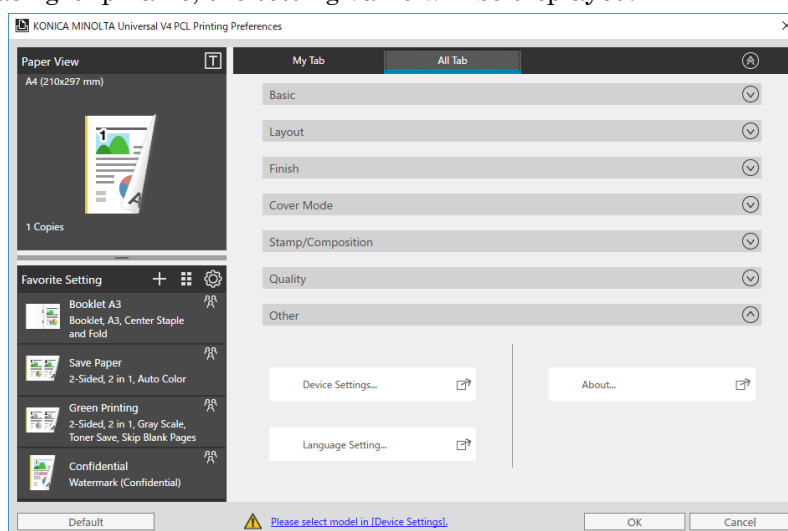 KONICA MINOLTA Universal V4 PCL Printing Preferences
Paper View
T
A4 (210x297 mm)
1
A
1 Copies
Favorite Setting
Booklet A3
Booklet, A3, Center Staple
and Fold
Save Paper
2-Sided, 2 in 1, Auto Color
Green Printing
2-Sided, 2 in 1, Gray Scale,
Toner Save, Skip Blank Pages
Confidential
Watermark (Confidential)
Default
My Tab
All Tab
Basic
Layout
Finish
Cover Mode
Stamp/Composition
Quality
Other
Device Settings...
About...
Language Setting...
Please select model in [Device Settings].
OK
Cancel